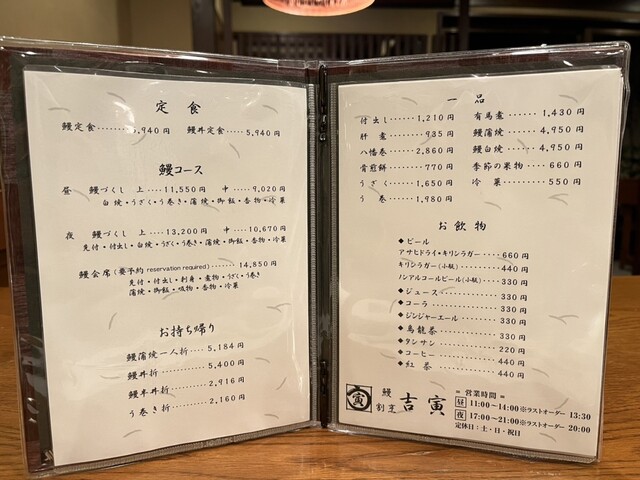 定食
鰻定食‥‥‥5,940円 鰻丼定食‥‥5,940円
鰻コース
昼 鰻づくし 上‥‥11,550円 中‥‥9,020円
白焼・うざく・う巻き・蒲焼・御飯・香物・冷菓
夜 鰻づくし 上‥‥13,200円 中‥‥10,670円
先付・付出し・白焼・うざく・う巻き・蒲焼・御飯・香物・冷菓
鰻会席(要予約 reservation required)‥‥‥14,850円
先付・付出し・刺身・煮物・うざく・う巻き
蒲焼・御飯・吸物・香物・冷菓
お持ち帰り
鰻蒲焼一人折‥‥5,184円
鰻丼折‥‥‥‥5,400円
鰻半丼折‥‥‥2,916円
う巻き折‥‥‥2,160円
一品
付出し‥‥‥1,210円
肝煮‥‥‥‥935円
八幡巻‥‥‥2,860円
骨煎餅‥‥‥770円
うざく‥‥‥1,650円
う巻‥‥‥‥1,980円
有馬煮‥‥‥1,430円
鰻蒲焼‥‥‥4,950円
鰻白焼‥‥‥4,950円
季節の果物‥‥660円
冷菓‥‥‥‥550円
お飲物
◆ビール
アサヒドライ・キリンラガー‥‥660円
キリンラガー(小瓶)‥‥‥440円
ノンアルコールビール(小瓶)‥‥330円
◆ジュース‥‥‥‥330円
◆コーラ‥‥‥‥‥330円
◆ジンジャーエール‥‥330円
◆烏龍茶‥‥‥‥‥330円
◆タンサン‥‥‥‥220円
◆コーヒー‥‥‥‥440円
◆紅茶‥‥‥‥‥‥440円
寅 鰻割烹 吉寅
= 営業時間 =
昼 11:00~14:00※ラストオーダー 13:30
夜 17:00~21:00※ラストオーダー 20:00
定休日:土・日・祝日